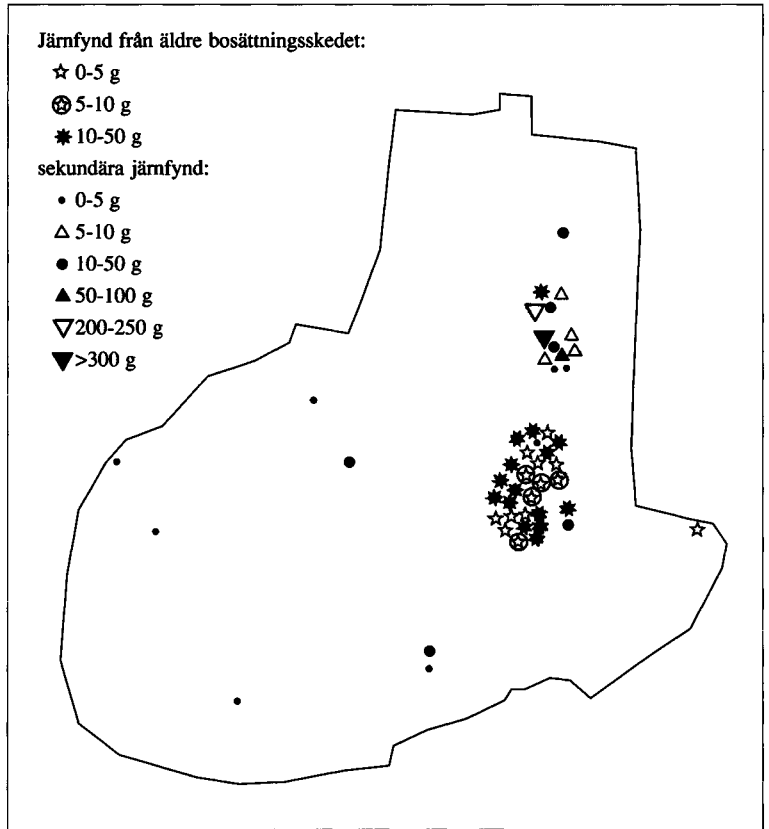 Järnfynd från äldre bosättningsskedet:
0-5 g
5-10 g
10-50 g
sekundära järnfynd:
0-5 g
5-10 g
10-50 g
50-100 g
200-250 g
>300 g